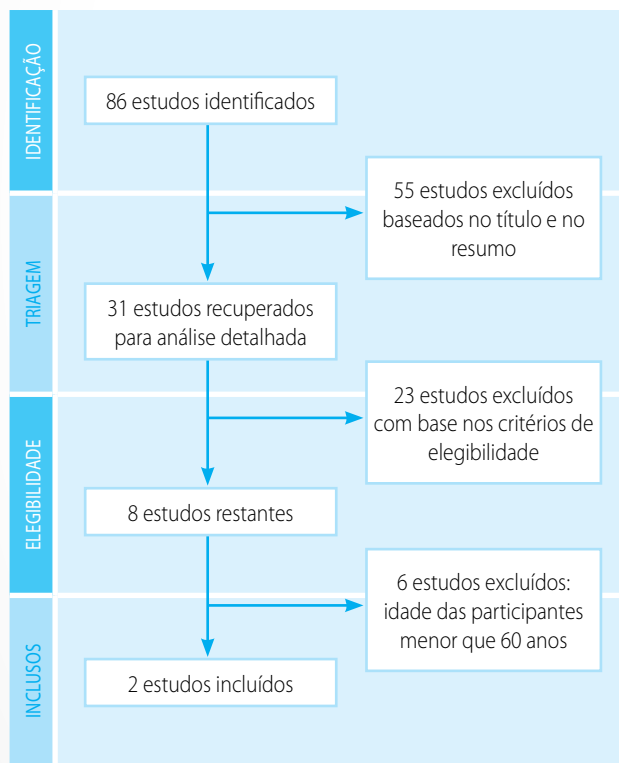 IDENTIFICAÇÃO
86 estudos identificados
55 estudos excluídos
baseados no título e no
resumo
TRIAGEM
31 estudos recuperados
para análise detalhada
23 estudos excluídos
com base nos critérios de
elegibilidade
ELEGIBILIDADE
8 estudos restantes
6 estudos excluídos:
idade das participantes
menor que 60 anos
INCLUSOS
2 estudos incluídos